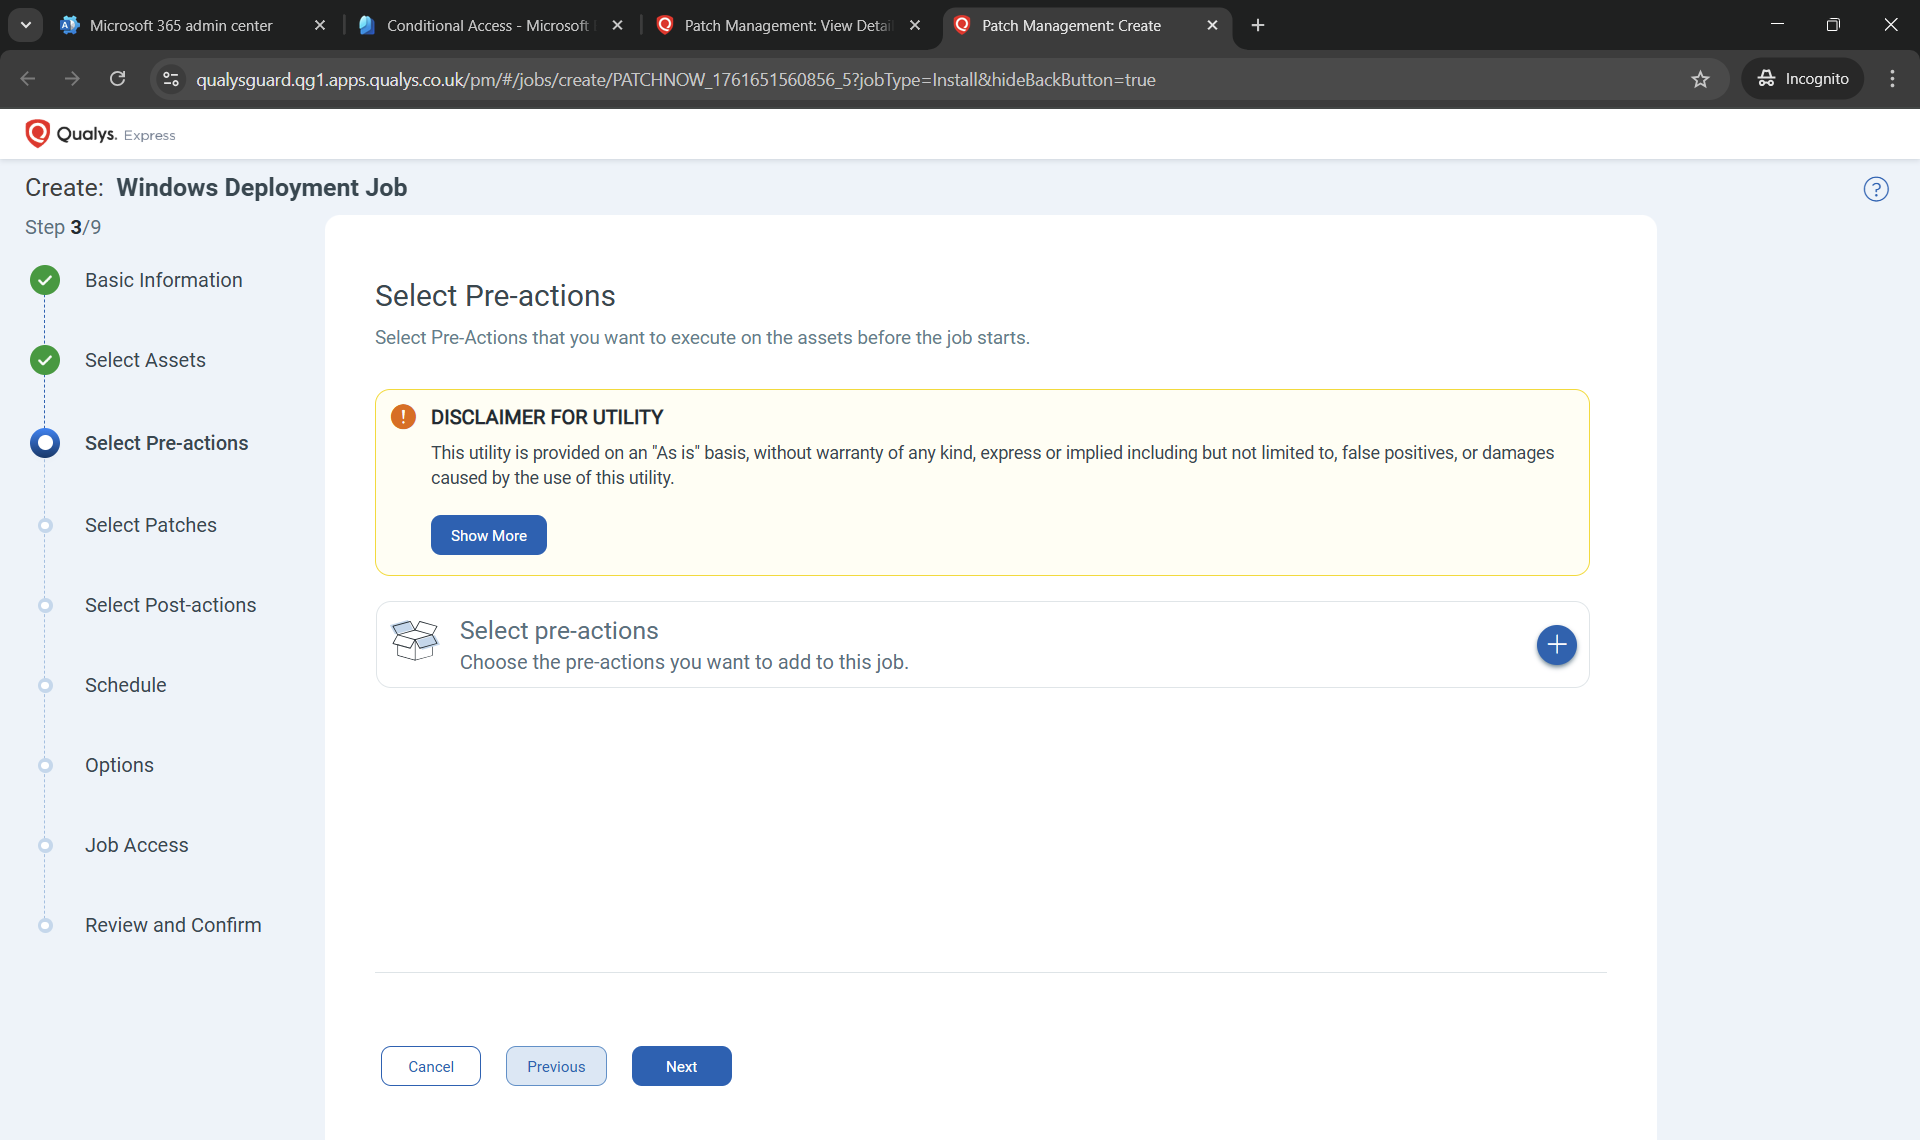 Microsoft 365 admin center
Conditional Access - Microsoft
Patch Management: View Detai
Patch Management: Create
qualysguard.qg1.apps.qualys.co.uk/pm/#/jobs/create/PATCHNOW_1761651560856_5?jobType=Install&hideBackButton=true
Incognito
Qualys. Express
Create: Windows Deployment Job
?
Step 3/9
Basic Information
Select Assets
Select Pre-actions
Select Patches
Select Post-actions
Schedule
Options
Job Access
Review and Confirm
Select Pre-actions
Select Pre-Actions that you want to execute on the assets before the job starts.
DISCLAIMER FOR UTILITY
This utility is provided on an "As is" basis, without warranty of any kind, express or implied including but not limited to, false positives, or damages
caused by the use of this utility.
Show More
Select pre-actions
Choose the pre-actions you want to add to this job.
Cancel
Previous
Next